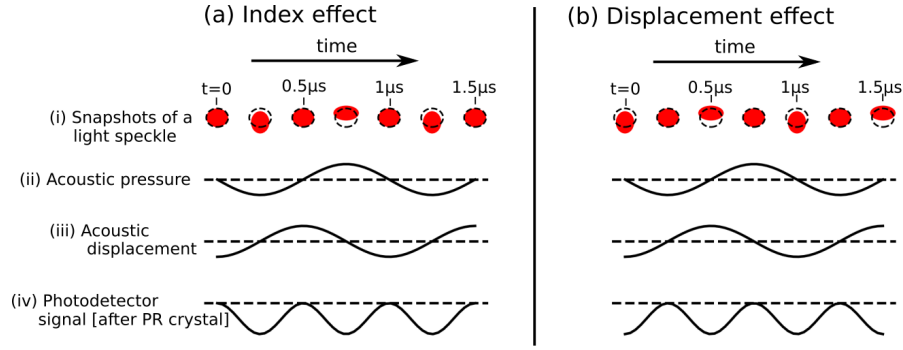 (a) Index effect
(b) Displacement effect
time
time
t=0
0.5μs
1μs
1.5μs
t=0
0.5μs
1μs
1.5μs
(i) Snapshots of a
light speckle
(ii) Acoustic pressure
(iii) Acoustic
displacement
(iv) Photodetector
signal [after PR crystal]